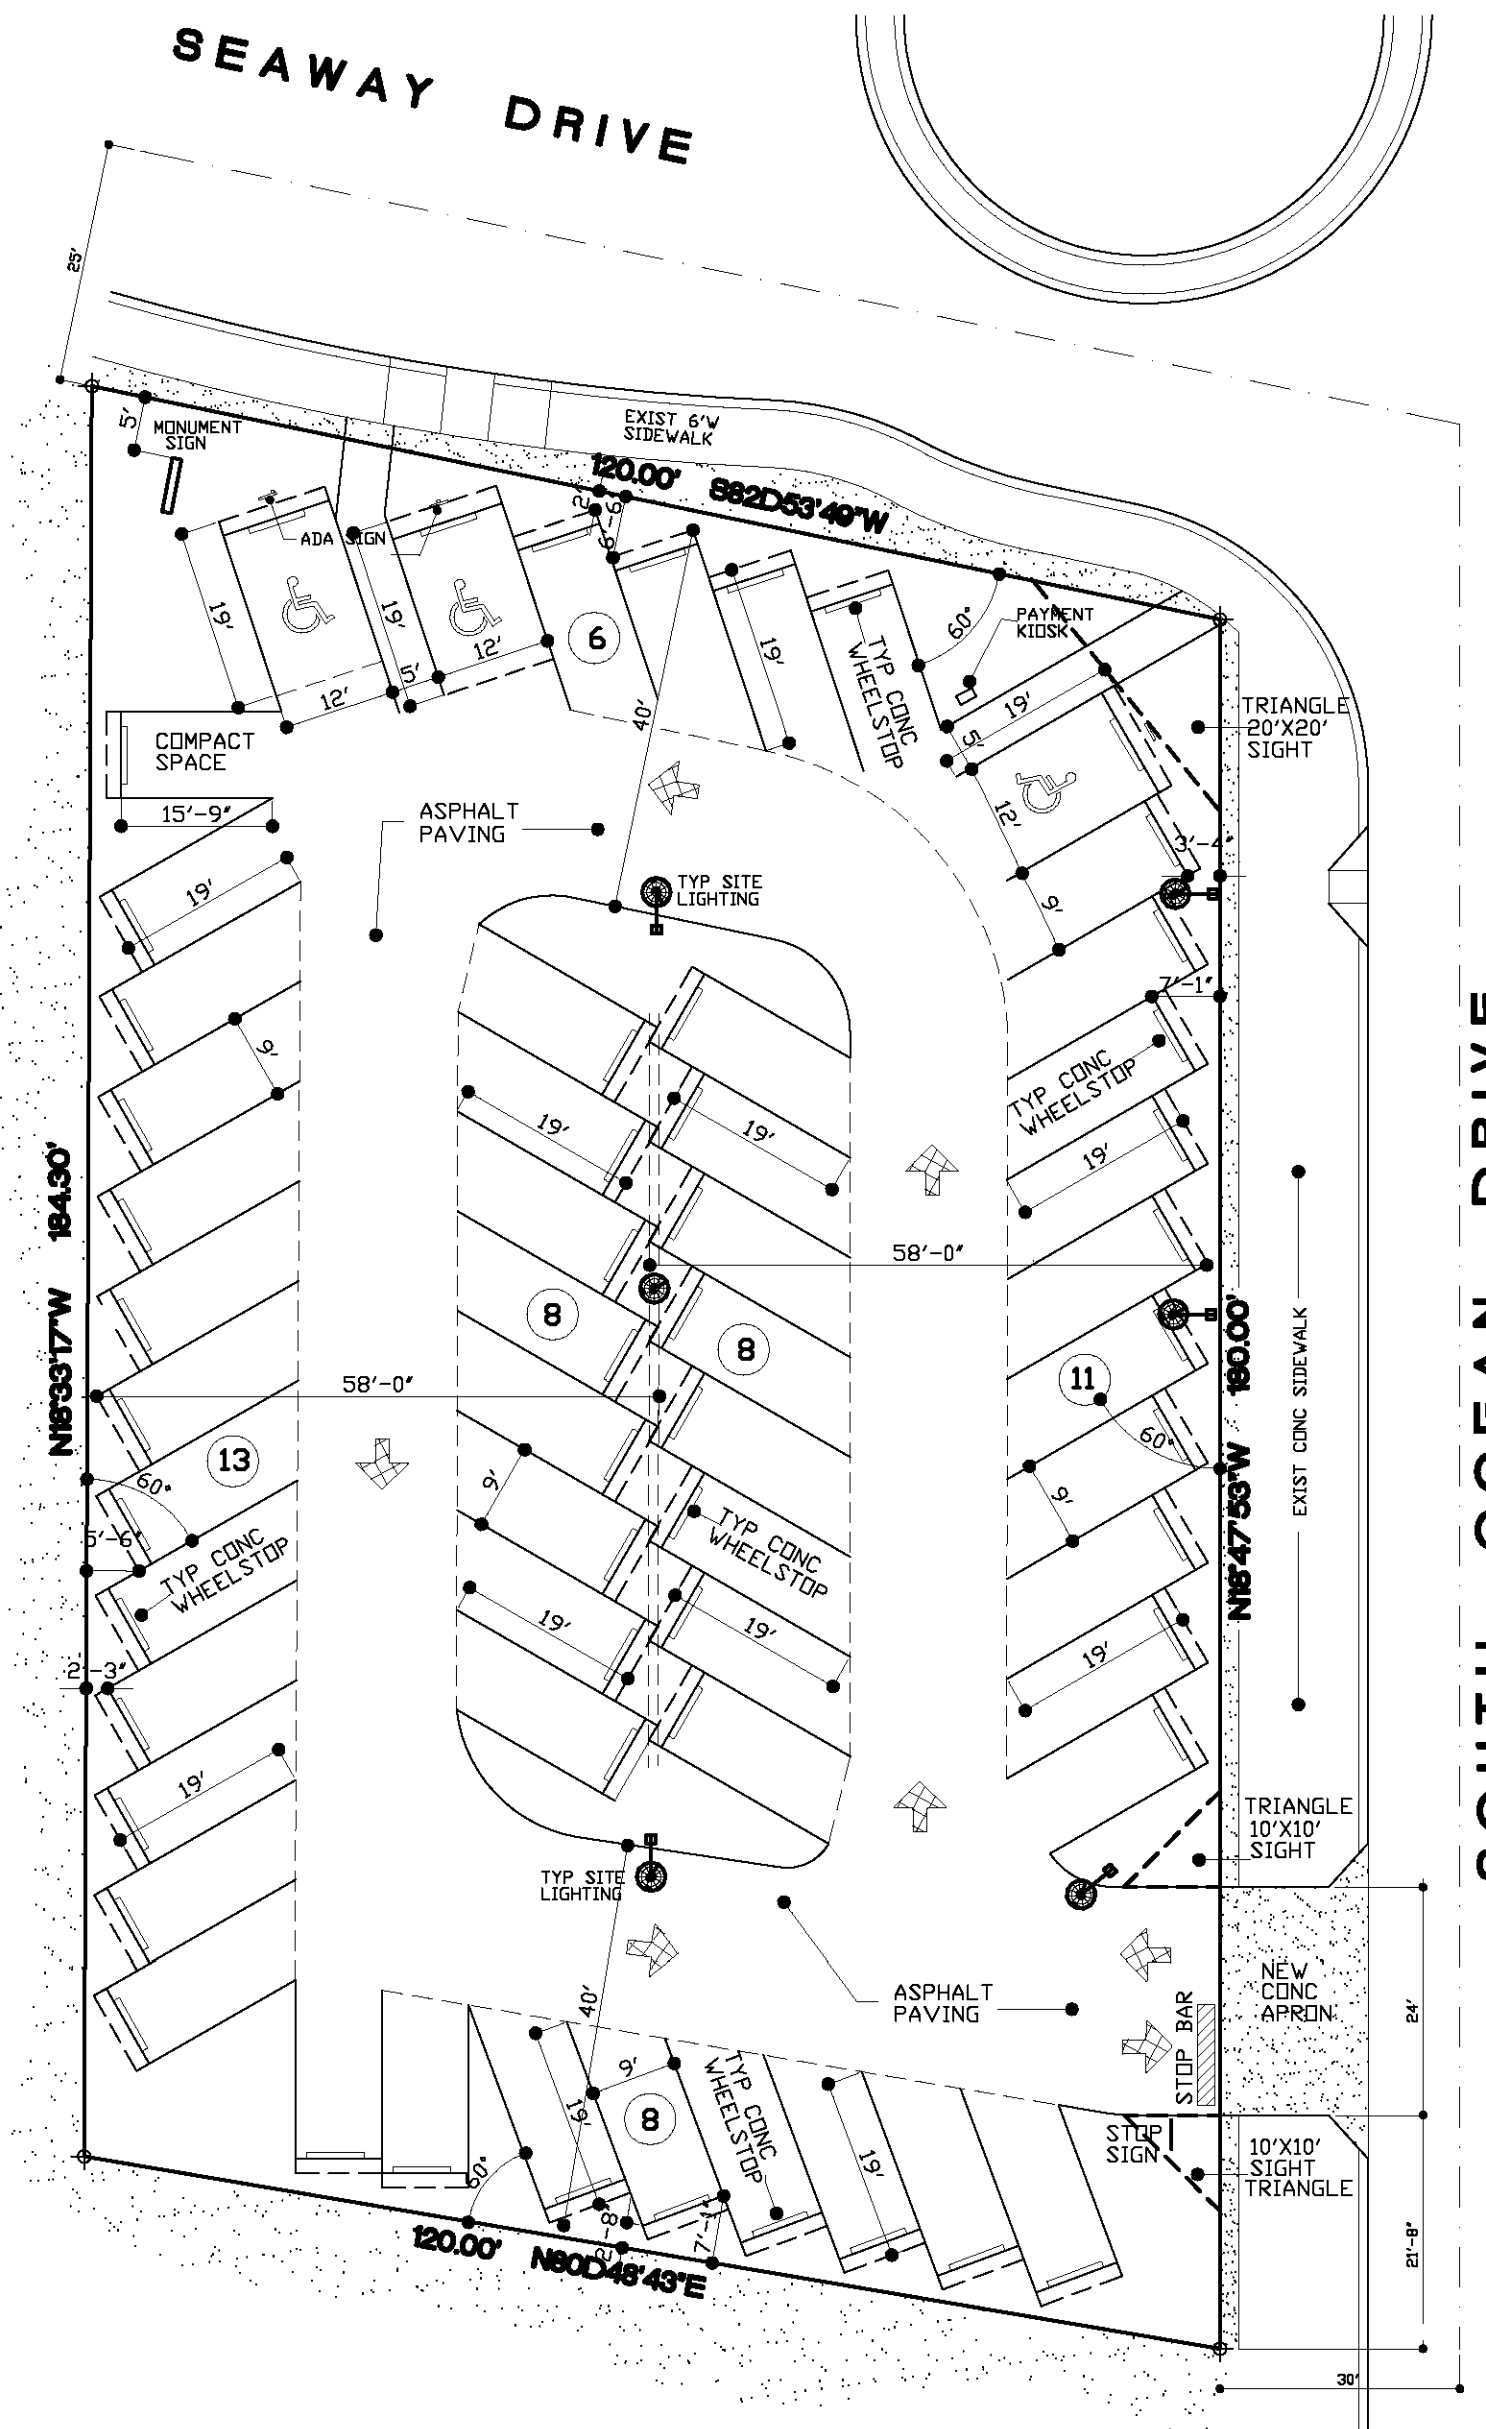 SEAWAY DRIVE
25'
5'
MONUMENT
SIGN
EXIST 6'W
SIDEWALK
120.00' S82D53'49"W
2'
6'-6"
ADA SIGN
19'
19'
12'
5'
12'
6
40'
19'
TYP CONC
WHEELSTOP
60°
PAYMENT
KIOSK
19'
5'
12'
9'
TRIANGLE
20'X20'
SIGHT
COMPACT
SPACE
15'-9"
ASPHALT
PAVING
TYP SITE
LIGHTING
3'-4"
7'-1"
19'
9'
19'
19'
TYP CONC
WHEELSTOP
19'
N18°33'17"W 184.30'
58'-0"
58'-0"
8
8
11
13
60°
60°
5'-6"
TYP CONC
WHEELSTOP
9'
TYP CONC
WHEELSTOP
9'
N18°47'53"W 180.00'
EXIST CONC SIDEWALK
SOUTH OCEAN DRIVE
2'-3"
19'
19'
19'
19'
TRIANGLE
10'X10'
SIGHT
TYP SITE
LIGHTING
40'
ASPHALT
PAVING
NEW
CONC
APRON
STOP BAR
24'
9'
19'
8
TYP CONC
WHEELSTOP
19'
60°
STOP
SIGN
10'X10'
SIGHT
TRIANGLE
2'-8"
7'-1"
120.00' N80D48'43"E
21'-8"
30'